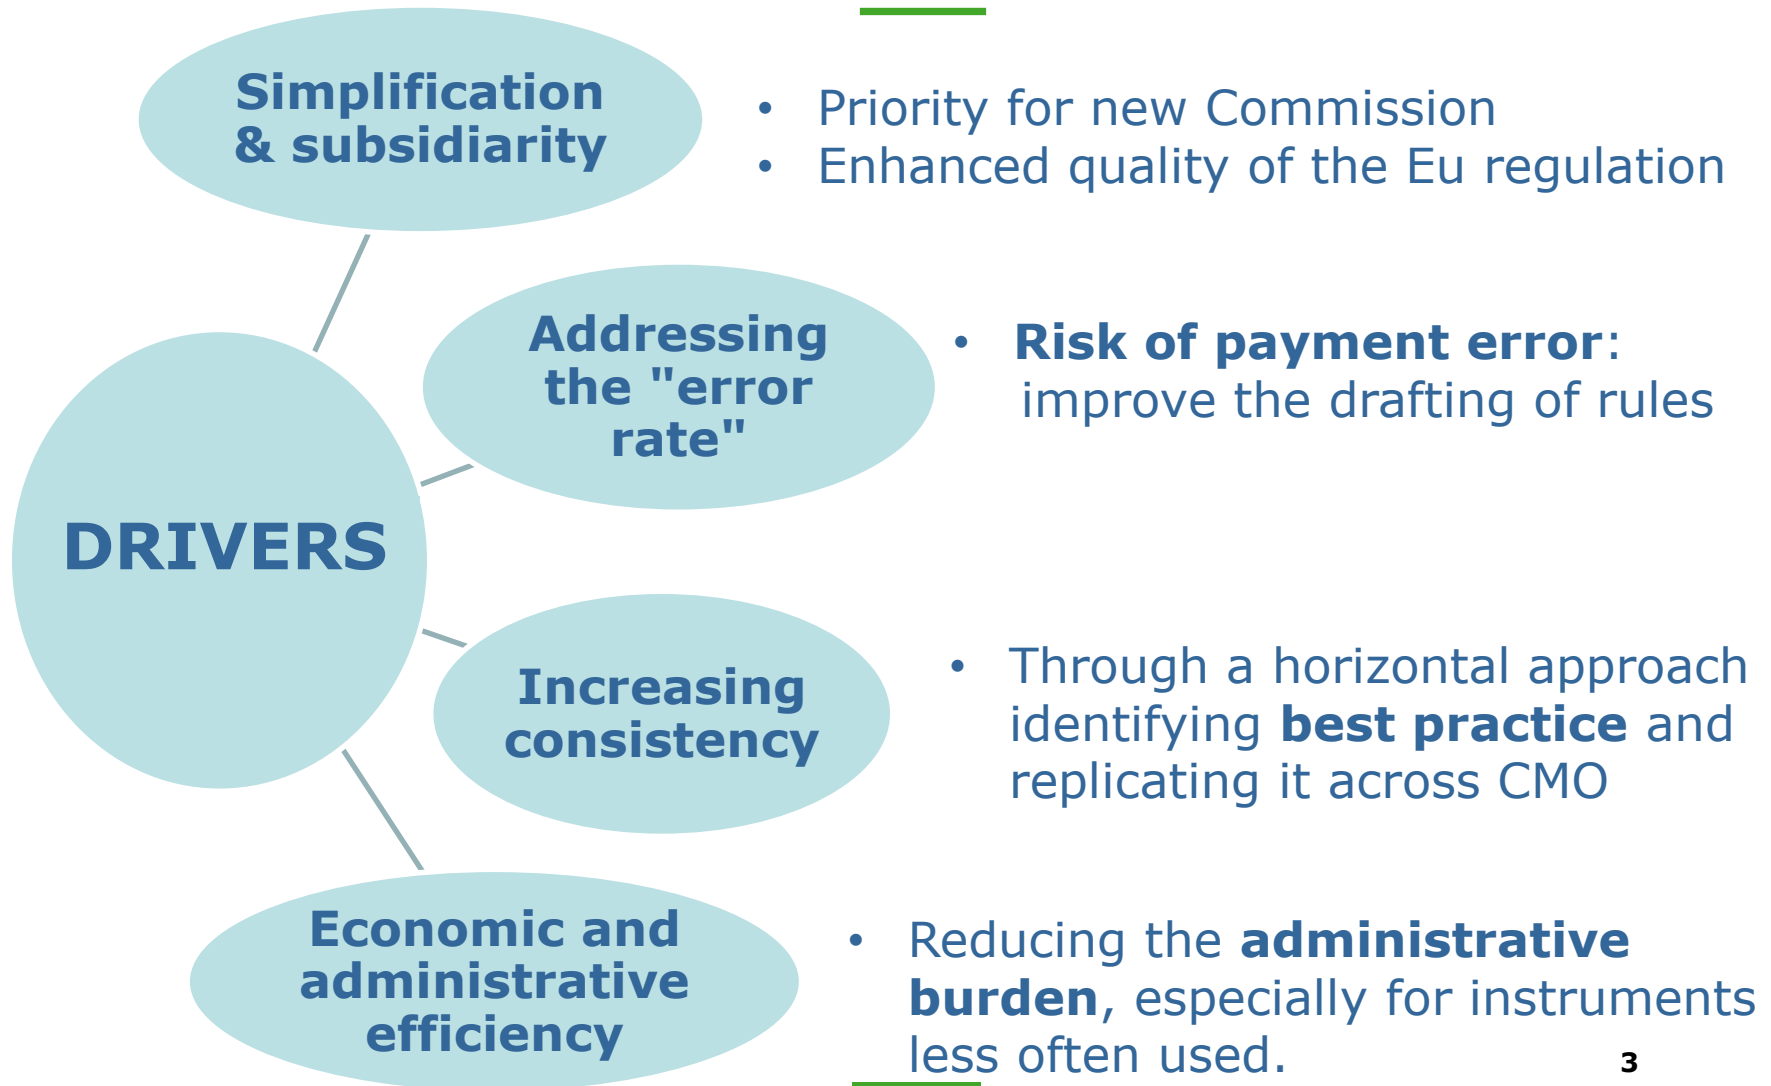 Simplification
& subsidiarity
• Priority for new Commission
• Enhanced quality of the Eu regulation
Addressing
the "error
rate"
• Risk of payment error:
improve the drafting of rules
DRIVERS
Increasing
consistency
• Through a horizontal approach
identifying best practice and
replicating it across CMO
Economic and
administrative
efficiency
• Reducing the administrative
burden, especially for instruments
less often used.
3